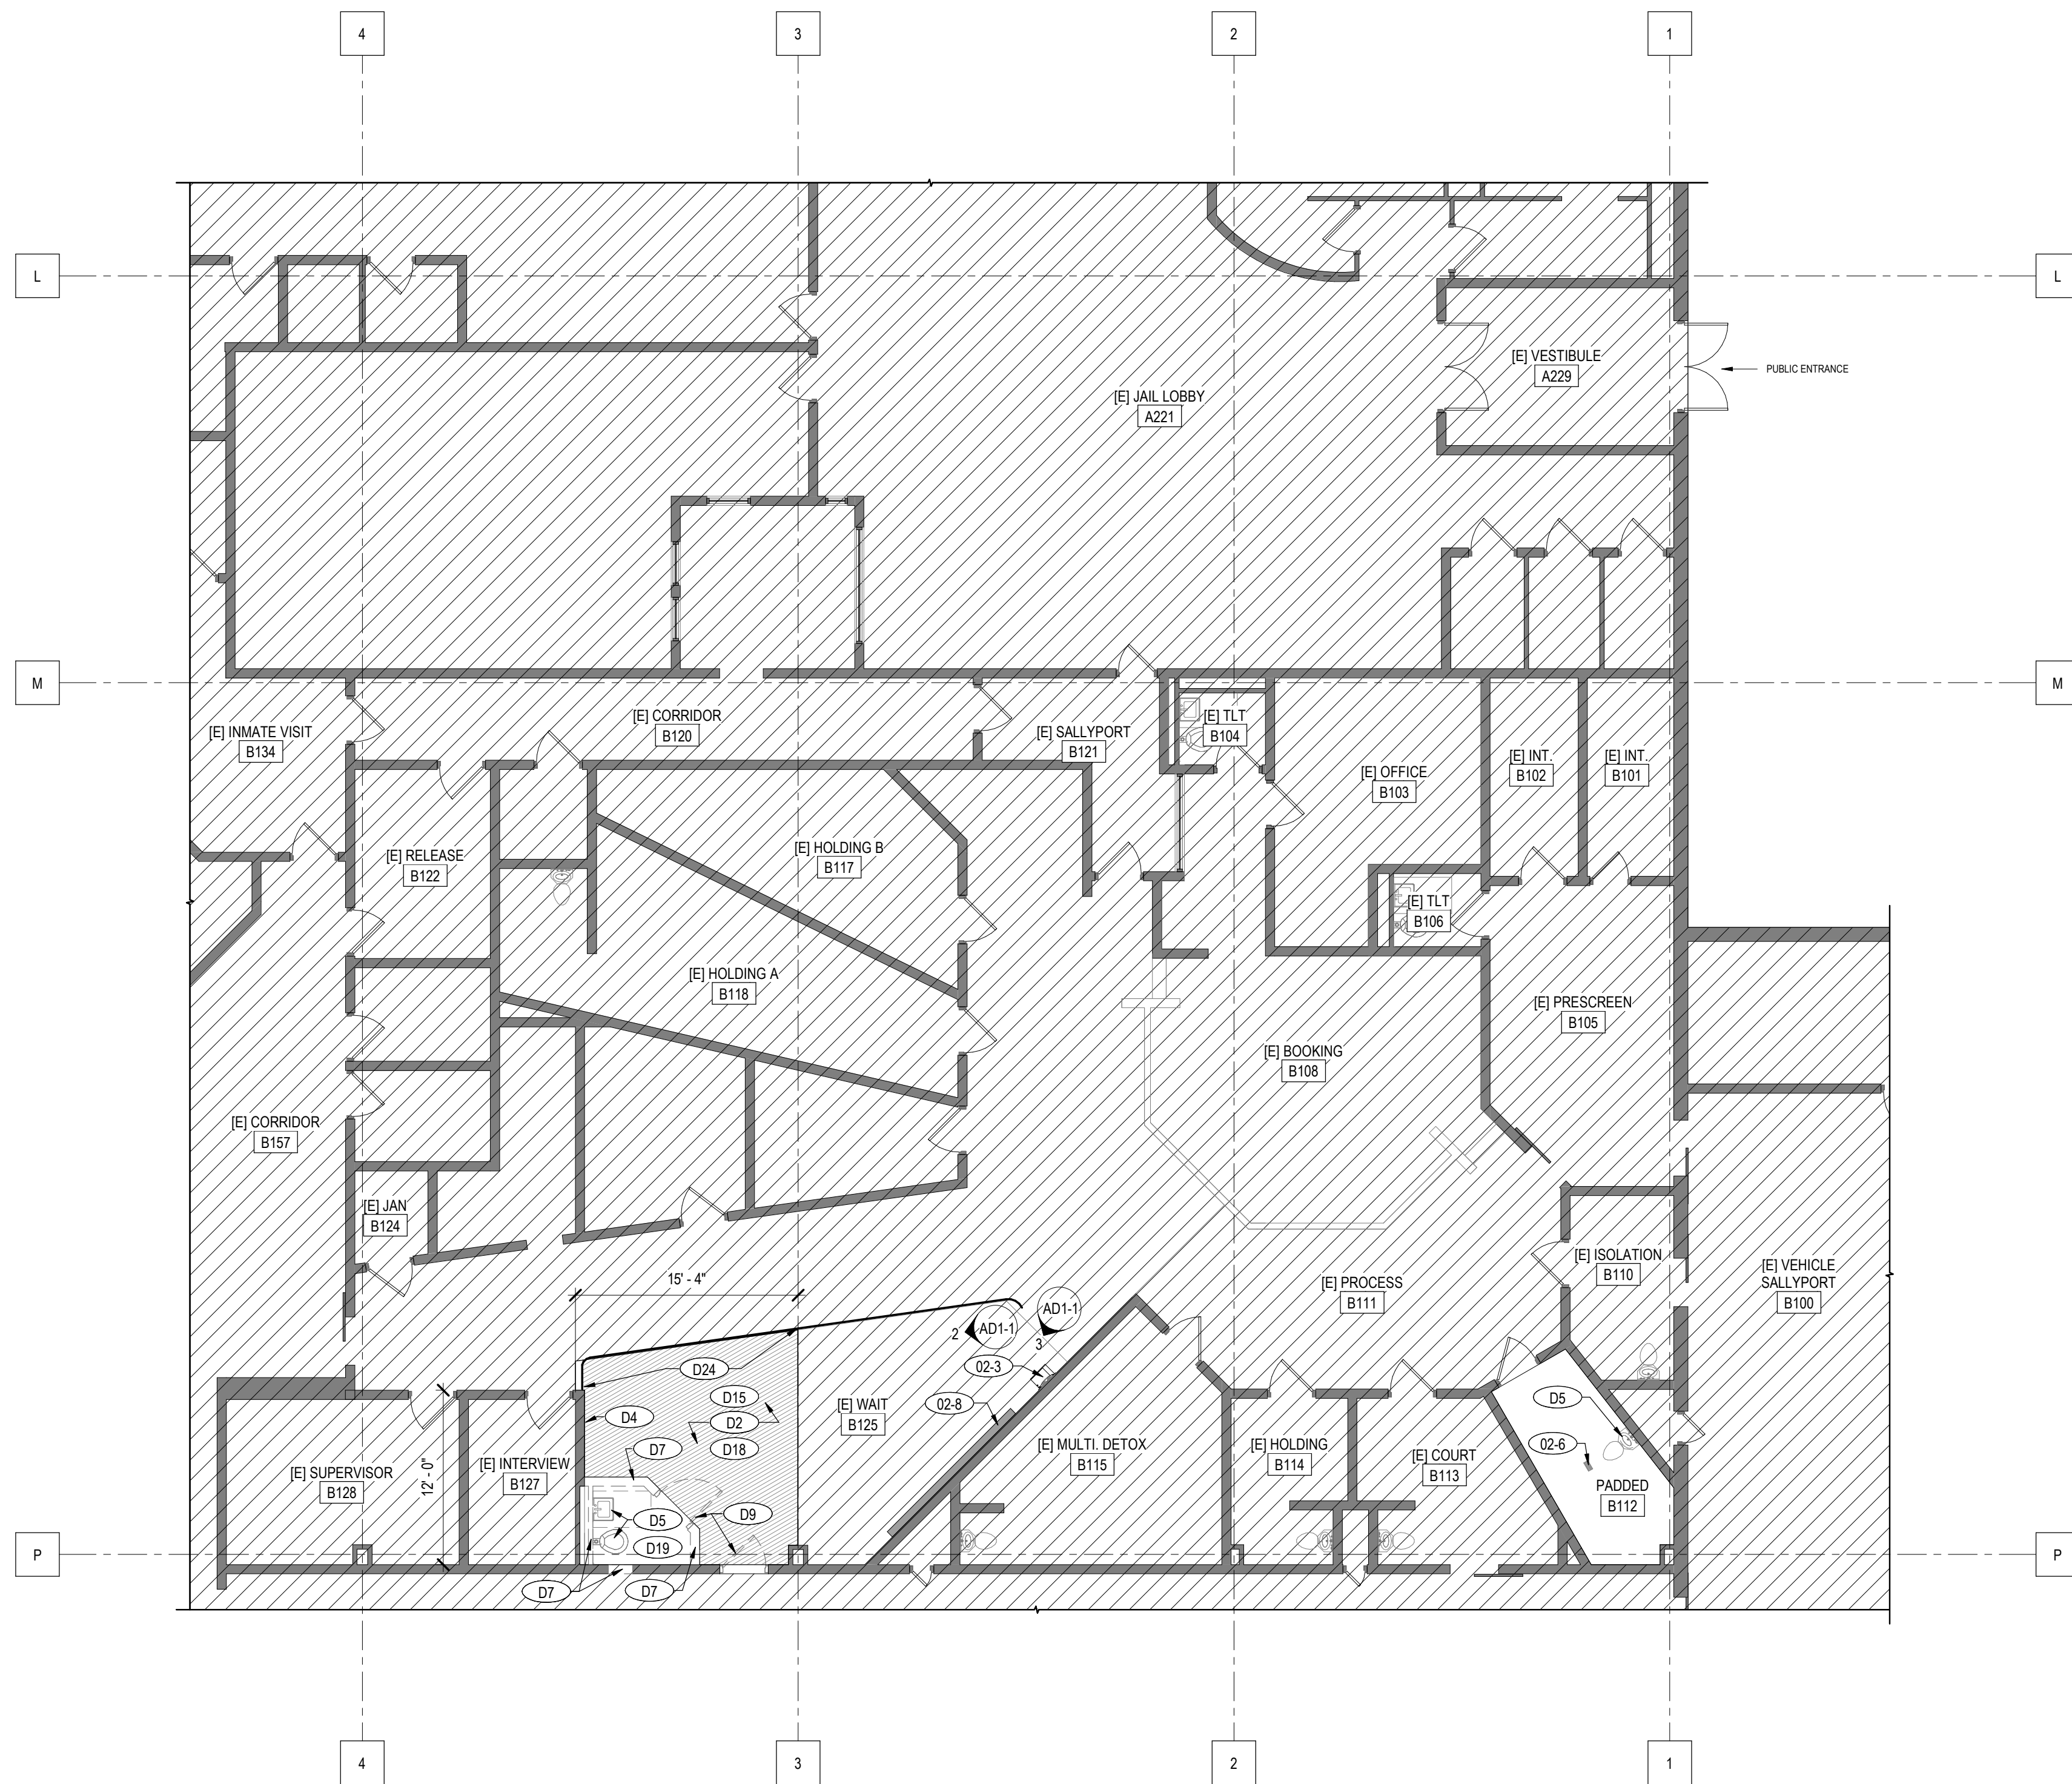 4
3
2
1
L
L
[E] VESTIBULE
A229
PUBLIC ENTRANCE
[E] JAIL LOBBY
A221
M
M
[E] INMATE VISIT
B134
[E] CORRIDOR
B120
[E] SALLYPORT
B121
[E] TLT
B104
[E] OFFICE
B103
[E] INT.
B102
[E] INT.
B101
[E] RELEASE
B122
[E] HOLDING B
B117
[E] TLT
B106
[E] HOLDING A
B118
[E] PRESCREEN
B105
[E] BOOKING
B108
[E] CORRIDOR
B157
[E] JAN
B124
15' - 4"
[E] PROCESS
B111
[E] ISOLATION
B110
[E] VEHICLE
SALLYPORT
B100
2
AD1-1
AD1-1
3
02-3
02-8
D24
D15
D4
D2
D7
D18
[E] WAIT
B125
D5
02-6
[E] SUPERVISOR
B128
12' - 0"
[E] INTERVIEW
B127
[E] MULTI. DETOX
B115
[E] HOLDING
B114
[E] COURT
B113
PADDED
B112
D5
D9
D19
D7
D7
P
P
4
3
2
1